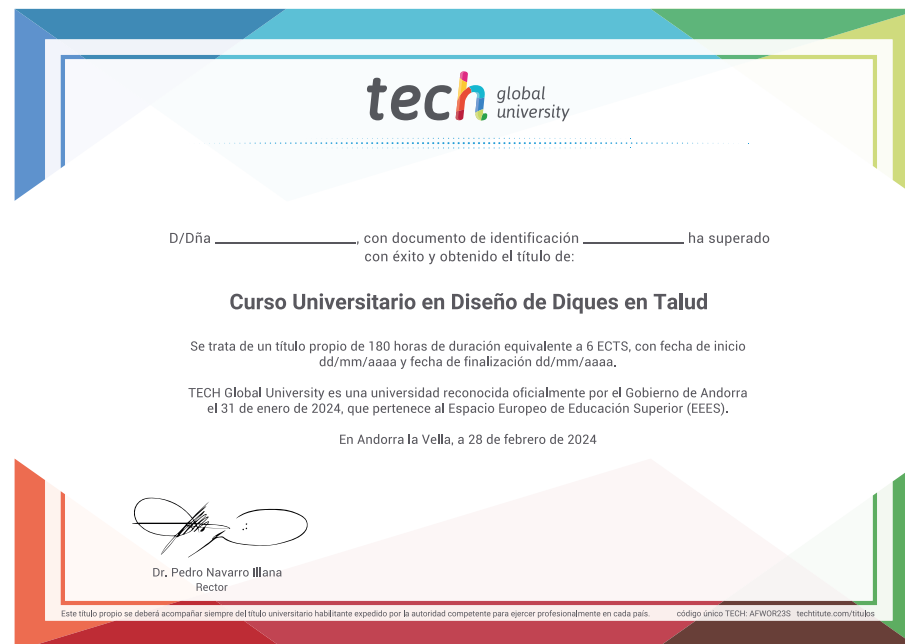 tech global
university
D/Dña ____________________, con documento de identificación ______________ ha superado
con éxito y obtenido el título de:
Curso Universitario en Diseño de Diques en Talud
Se trata de un título propio de 180 horas de duración equivalente a 6 ECTS, con fecha de inicio
dd/mm/aaaa y fecha de finalización dd/mm/aaaa.
TECH Global University es una universidad reconocida oficialmente por el Gobierno de Andorra
el 31 de enero de 2024, que pertenece al Espacio Europeo de Educación Superior (EEES).
En Andorra la Vella, a 28 de febrero de 2024
Dr. Pedro Navarro Illana
Rector
Este título propio se deberá acompañar siempre del título universitario habilitante expedido por la autoridad competente para ejercer profesionalmente en cada país. código único TECH: AFWOR23S techtitute.com/titulos